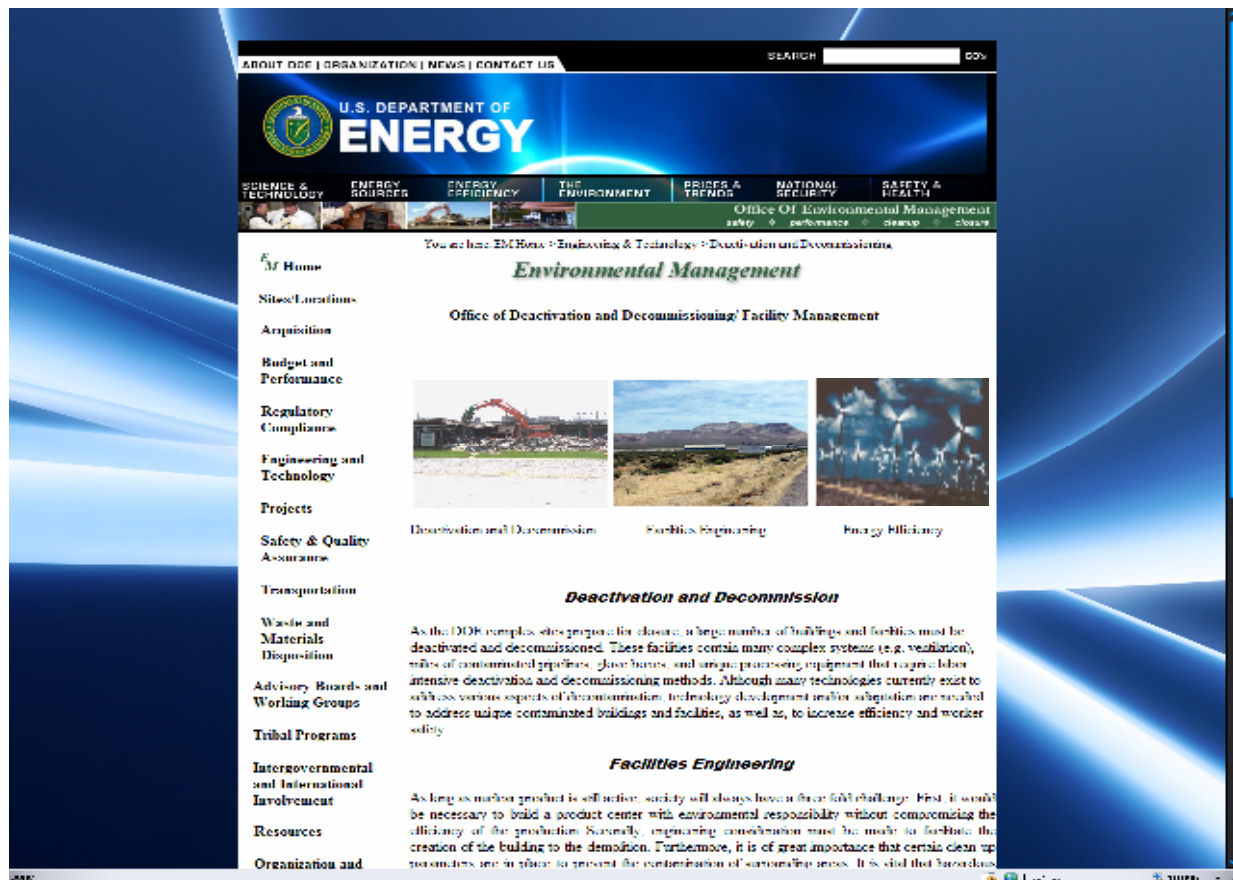 ABOUT DOE | ORGANIZATION | NEWS | CONTACT US
SEARCH
U.S. DEPARTMENT OF
ENERGY
SCIENCE & TECHNOLOGY
ENERGY SOURCES
ENERGY EFFICIENCY
THE ENVIRONMENT
PRICES & TRENDS
NATIONAL SECURITY
SAFETY & HEALTH
Office Of Environmental Management
safety performance cleanup closure
You are here: EM Home > Engineering & Technology > Deactivation and Decommissioning
Environmental Management
Office of Deactivation and Decommissioning/ Facility Management
EM Home
Sites/Locations
Acquisition
Budget and
Performance
Regulatory
Compliance
Engineering and
Technology
Projects
Safety & Quality
Assurance
Transportation
Waste and
Materials
Disposition
Advisory Boards and
Working Groups
Tribal Programs
Intergovernmental
and International
Involvement
Resources
Organization and
Deactivation and Decommission
Facilities Engineering
Energy Efficiency
Deactivation and Decommission
As the DOE complex sites prepare for closure, a large number of buildings and facilities must be
deactivated and decommissioned. These facilities contain many complex systems (e.g. ventilation),
miles of contaminated pipelines, glove boxes, and unique processing equipment that require labor
intensive deactivation and decommissioning methods. Although many technologies currently exist to
address various aspects of decontamination, technology development and/or adaptation are needed
to address unique contaminated buildings and facilities, as well as, to increase efficiency and worker
safety.
Facilities Engineering
As long as nuclear product is still active, society will always have a three fold challenge. First, it would
be necessary to build a product center with environmental responsibility without compromising the
efficiency of the production. Secondly, engineering consideration must be made to facilitate the
creation of the building to the demolition. Furthermore, it is of great importance that certain clean up
parameters are in place to prevent the contamination of surrounding areas. It is vital that hazardous